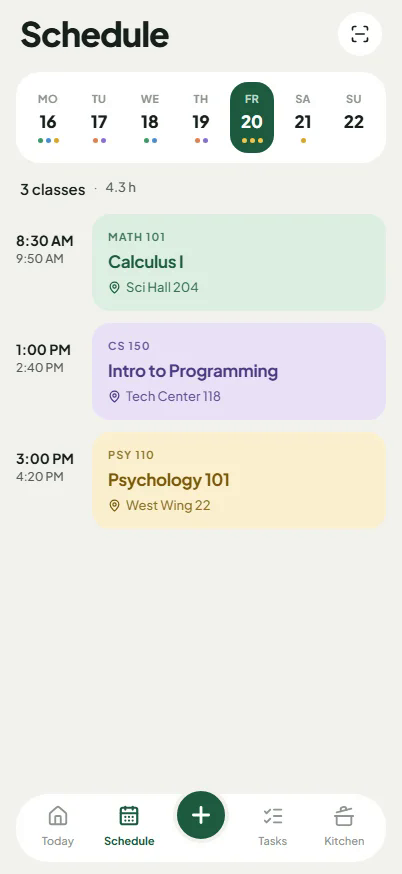 Schedule
MO TU WE TH FR SA SU
16 17 18 19 20 21 22
3 classes · 4.3 h
8:30 AM
9:50 AM
MATH 101
Calculus I
Sci Hall 204
1:00 PM
2:40 PM
CS 150
Intro to Programming
Tech Center 118
3:00 PM
4:20 PM
PSY 110
Psychology 101
West Wing 22
Today Schedule Tasks Kitchen